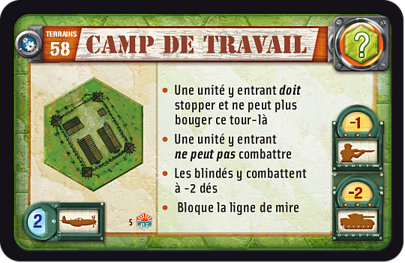 TERRAINS
58
CAMP DE TRAVAIL
?
• Une unité y entrant doit
stopper et ne peut plus
bouger ce tour-là
• Une unité y entrant
ne peut pas combattre
• Les blindés y combattent
à -2 dés
• Bloque la ligne de mire
-1
-2
2
5